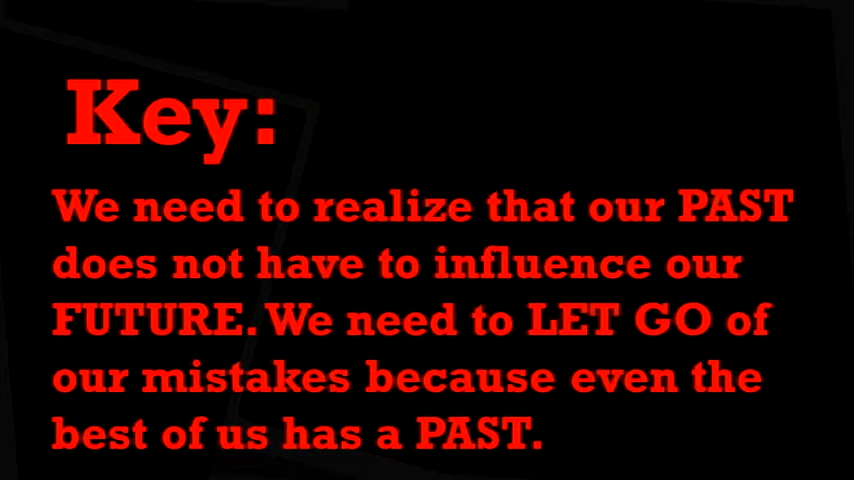 Key:
We need to realize that our PAST
does not have to influence our
FUTURE. We need to LET GO of
our mistakes because even the
best of us has a PAST.